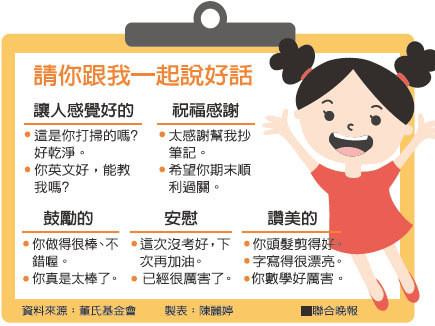 請你跟我一起說好話
讓人感覺好的
●這是你打掃的嗎?
好乾淨。
●你英文好,能教
我嗎?
祝福感謝
●太感謝幫我抄
筆記。
●希望你期末順
利過關。
鼓勵的
●你做得很棒、不
錯喔。
●你真是太棒了。
安慰
●這次沒考好,下
次再加油。
●已經很厲害了。
讚美的
●你頭髮剪得好。
●字寫得很漂亮。
●你數學好厲害。
資料來源:董氏基金會 製表:陳麗婷 ■聯合晚報